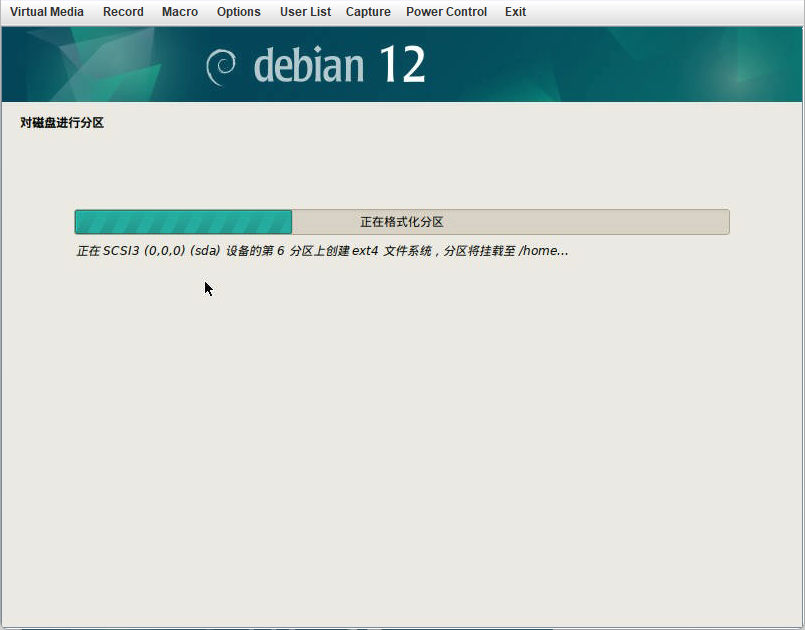 Virtual Media Record Macro Options User List Capture Power Control Exit
debian 12
对磁盘进行分区
正在格式化分区
正在 SCSI3 (0,0,0) (sda) 设备的第 6 分区上创建 ext4 文件系统，分区将挂载至 /home...